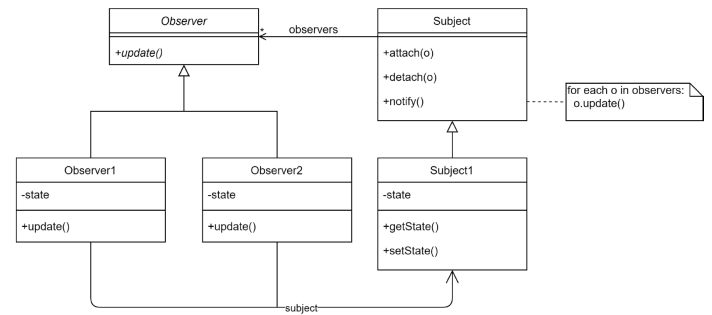 Observer
+update()
*
observers
Subject
+attach(o)
+detach(o)
+notify()
for each o in observers:
o.update()
Observer1
-state
+update()
Observer2
-state
+update()
Subject1
-state
+getState()
+setState()
subject